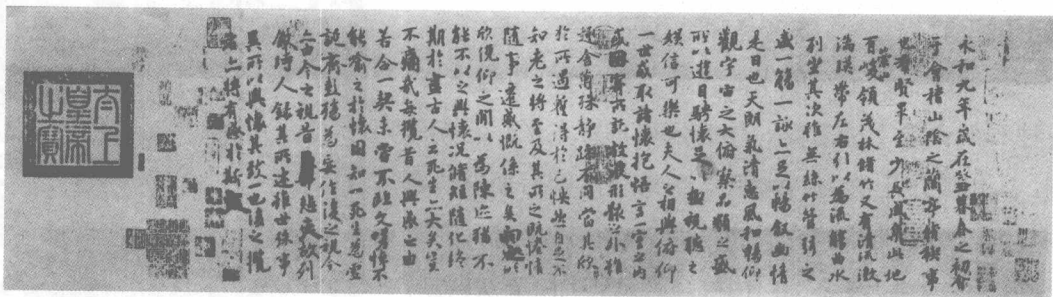 永和九年歲在癸丑暮春之初會
于會稽山陰之蘭亭脩稧事
也群賢畢至少長咸集此地
有崇山峻領茂林脩竹又有清流激
湍暎帶左右引以為流觴曲水
列坐其次雖無絲竹管弦之
盛一觴一詠亦足以暢敘幽情
是日也天朗氣清惠風和暢仰
觀宇宙之大俯察品類之盛
所以遊目騁懷足以極視聽之
娛信可樂也夫人之相與俯仰
一世或取諸懷抱悟言一室之內
或因寄所託放浪形骸之外雖
趣舍萬殊靜躁不同當其欣
於所遇蹔得於己怏然自足不
知老之將至及其所之既惓情
隨事遷感慨係之矣向之所
欣俛仰之閒以為陳迹猶不
能不以之興懷況脩短隨化終
期於盡古人云死生亦大矣豈
不痛哉每攬昔人興感之由
若合一契未嘗不臨文嗟悼不
能喻之於懷固知一死生為虛
誕齊彭殤為妄作後之視今
亦由今之視昔悲夫故列
敘時人錄其所述雖世殊事
異所以興懷其致一也後之攬
者亦將有感於斯文
太上
皇帝
之寶